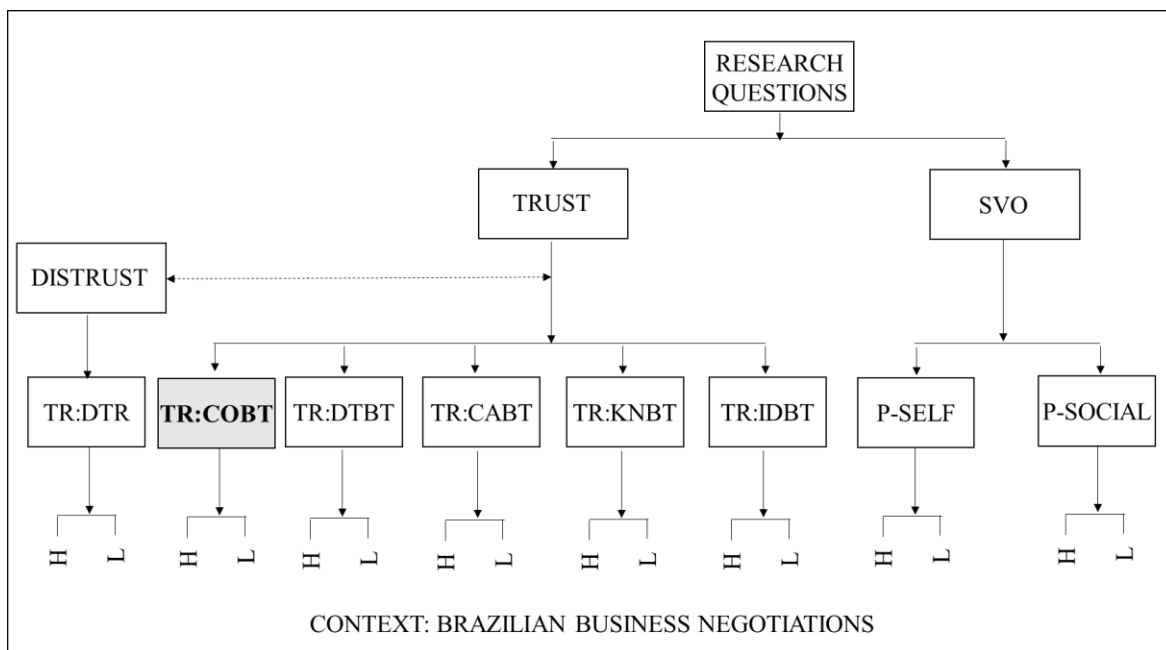 RESEARCH
QUESTIONS
TRUST
SVO
DISTRUST
TR:DTR
TR:COBT
TR:DTBT
TR:CABT
TR:KNBT
TR:IDBT
P-SELF
P-SOCIAL
H
L
H
L
H
L
H
L
H
L
H
L
H
L
H
L
CONTEXT: BRAZILIAN BUSINESS NEGOTIATIONS